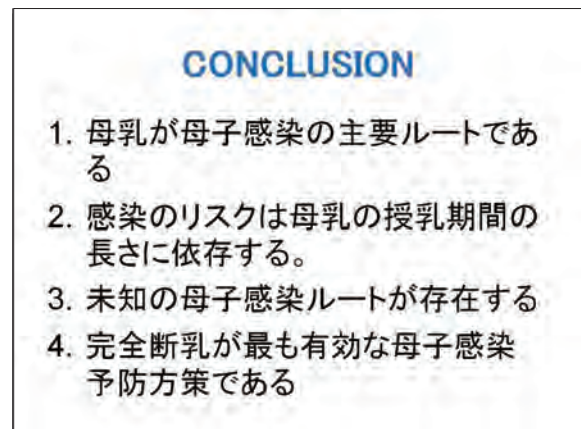 CONCLUSION
1. 母乳が母子感染の主要ルートであ
る
2. 感染のリスクは母乳の授乳期間の
長さに依存する。
3. 未知の母子感染ルートが存在する
4. 完全断乳が最も有効な母子感染
予防方策である